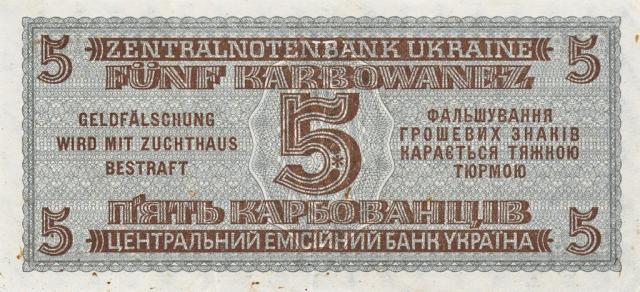 5 ZENTRALNOTENBANK UKRAINE 5
FÜNF KARBOWANEZ
GELDFÄLSCHUNG
WIRD MIT ZUCHTHAUS
BESTRAFT
5
ФАЛЬШУВАННЯ
ГРОШЕВИХ ЗНАКІВ
КАРАЄТЬСЯ ТЯЖКОЮ
ТЮРМОЮ
П'ЯТЬ КАРБОВАНЦІВ
5 ЦЕНТРАЛЬНИЙ ЕМІСІЙНИЙ БАНК УКРАЇНА 5